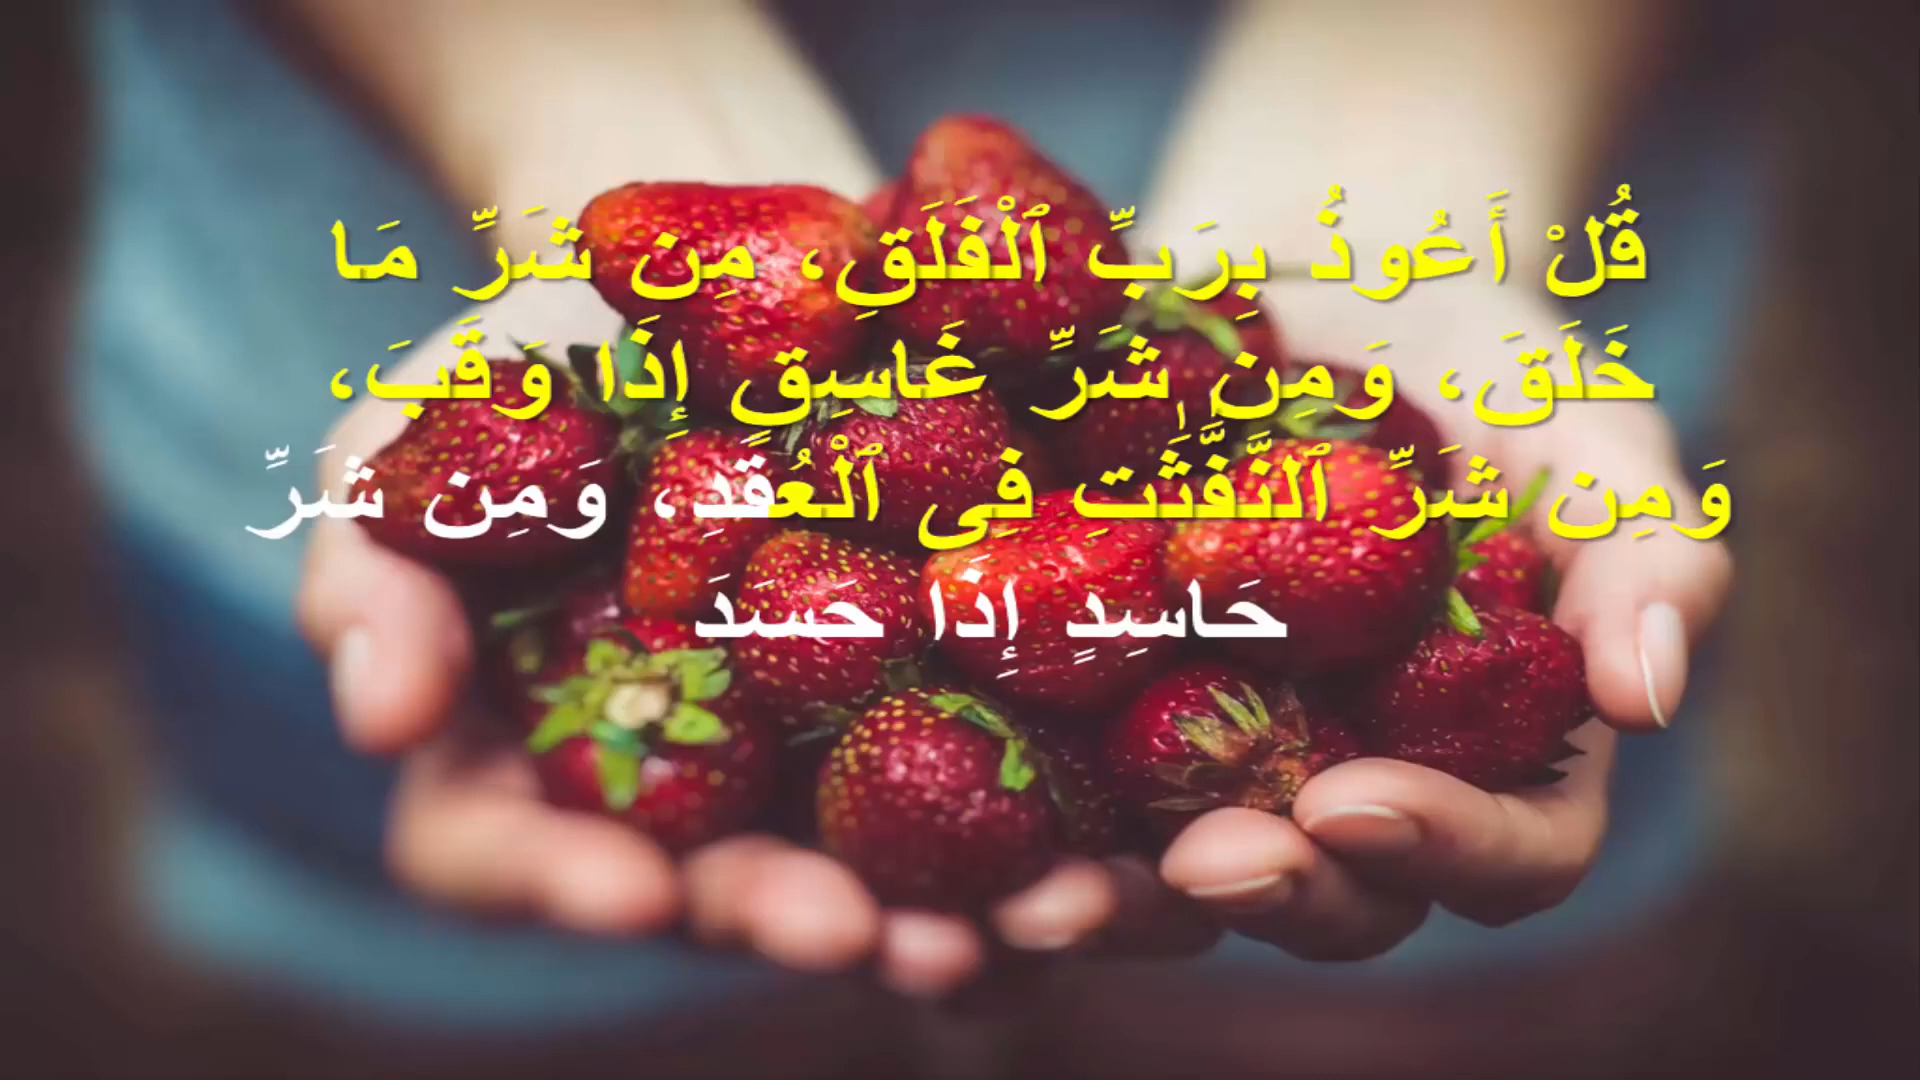 قُلْ أَعُوذُ بِرَبِّ ٱلْفَلَقِ، مِن شَرِّ مَا
خَلَقَ، وَمِن شَرِّ غَاسِقٍ إِذَا وَقَبَ،
وَمِن شَرِّ ٱلنَّفَّٰثَٰتِ فِى ٱلْعُقَدِ، وَمِن شَرِّ
حَاسِدٍ إِذَا حَسَدَ